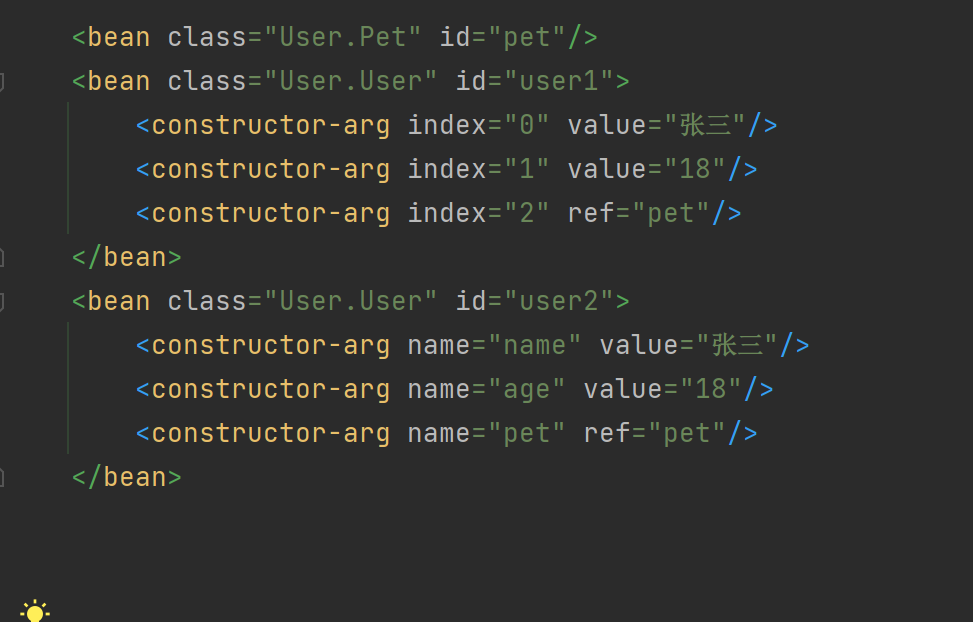 <bean class="User.Pet" id="pet"/>
<bean class="User.User" id="user1">
<constructor-arg index="0" value="张三"/>
<constructor-arg index="1" value="18"/>
<constructor-arg index="2" ref="pet"/>
</bean>
<bean class="User.User" id="user2">
<constructor-arg name="name" value="张三"/>
<constructor-arg name="age" value="18"/>
<constructor-arg name="pet" ref="pet"/>
</bean>